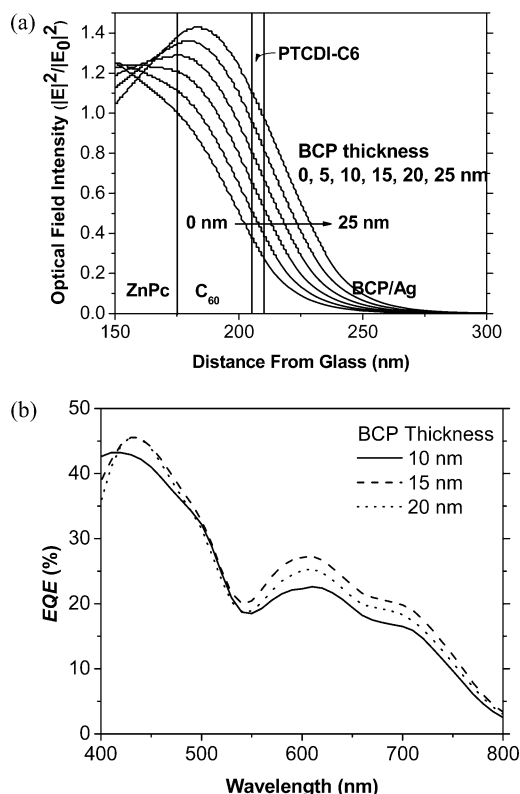 (a)
Optical Field Intensity (|E|²/|E₀|²)
1.4
1.2
1.0
0.8
0.6
0.4
0.2
0.0
PTCDI-C6
BCP thickness
0, 5, 10, 15, 20, 25 nm
0 nm
25 nm
ZnPc
C₆₀
BCP/Ag
150
200
250
300
Distance From Glass (nm)
(b)
EQE (%)
50
40
30
20
10
0
BCP Thickness
10 nm
15 nm
20 nm
400
500
600
700
800
Wavelength (nm)